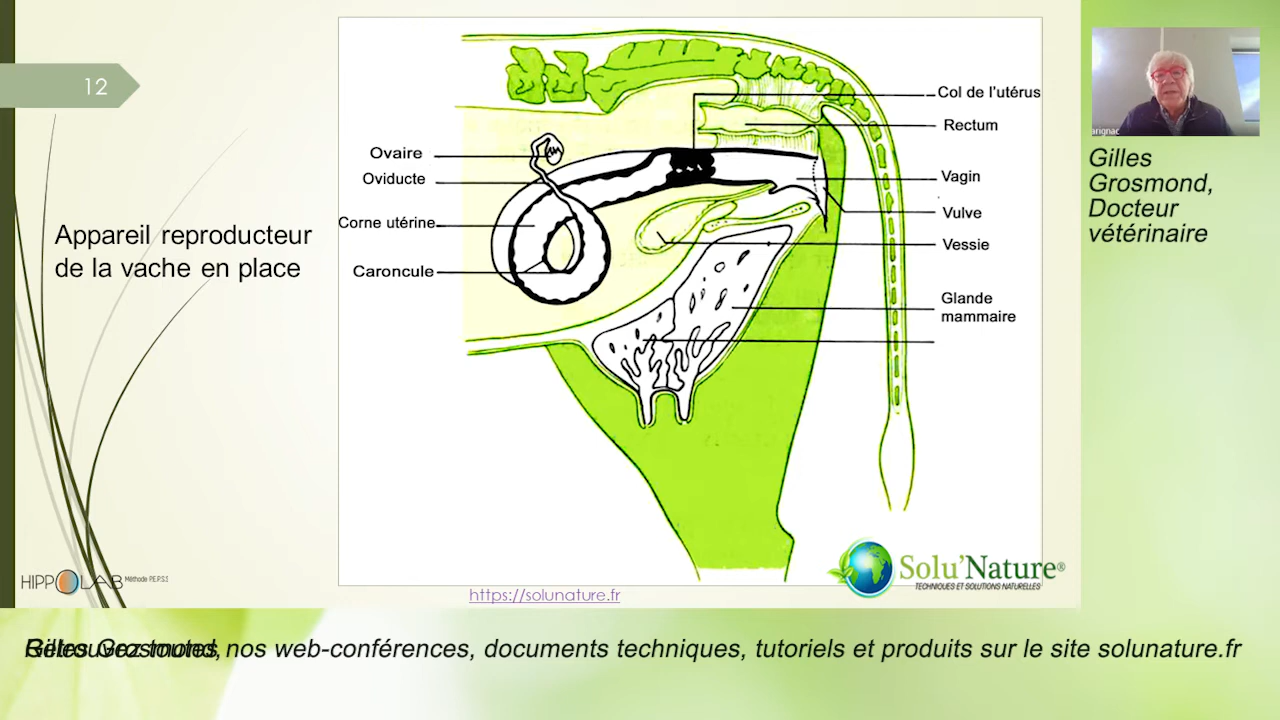 12
Appareil reproducteur
de la vache en place
Ovaire
Oviducte
Corne utérine
Caroncule
Col de l'utérus
Rectum
Vagin
Vulve
Vessie
Glande
mammaire
Gilles
Grosmond,
Docteur
vétérinaire
HIPPOLAB Méthode P.E.P.S.S
https://solunature.fr
Solu'Nature®
TECHNIQUES ET SOLUTIONS NATURELLES
nos web-conférences, documents techniques, tutoriels et produits sur le site solunature.fr